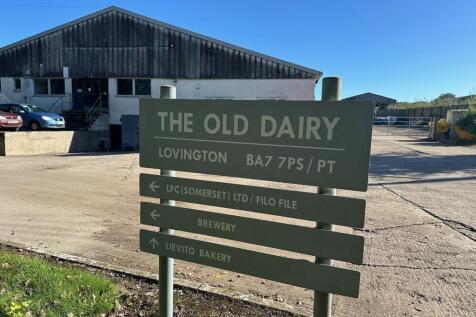 THE OLD DAIRY
LOVINGTON BA7 7PS / PT
← LFC (SOMERSET) LTD / FILO FILE
← BREWERY
↑ LIEVITO BAKERY